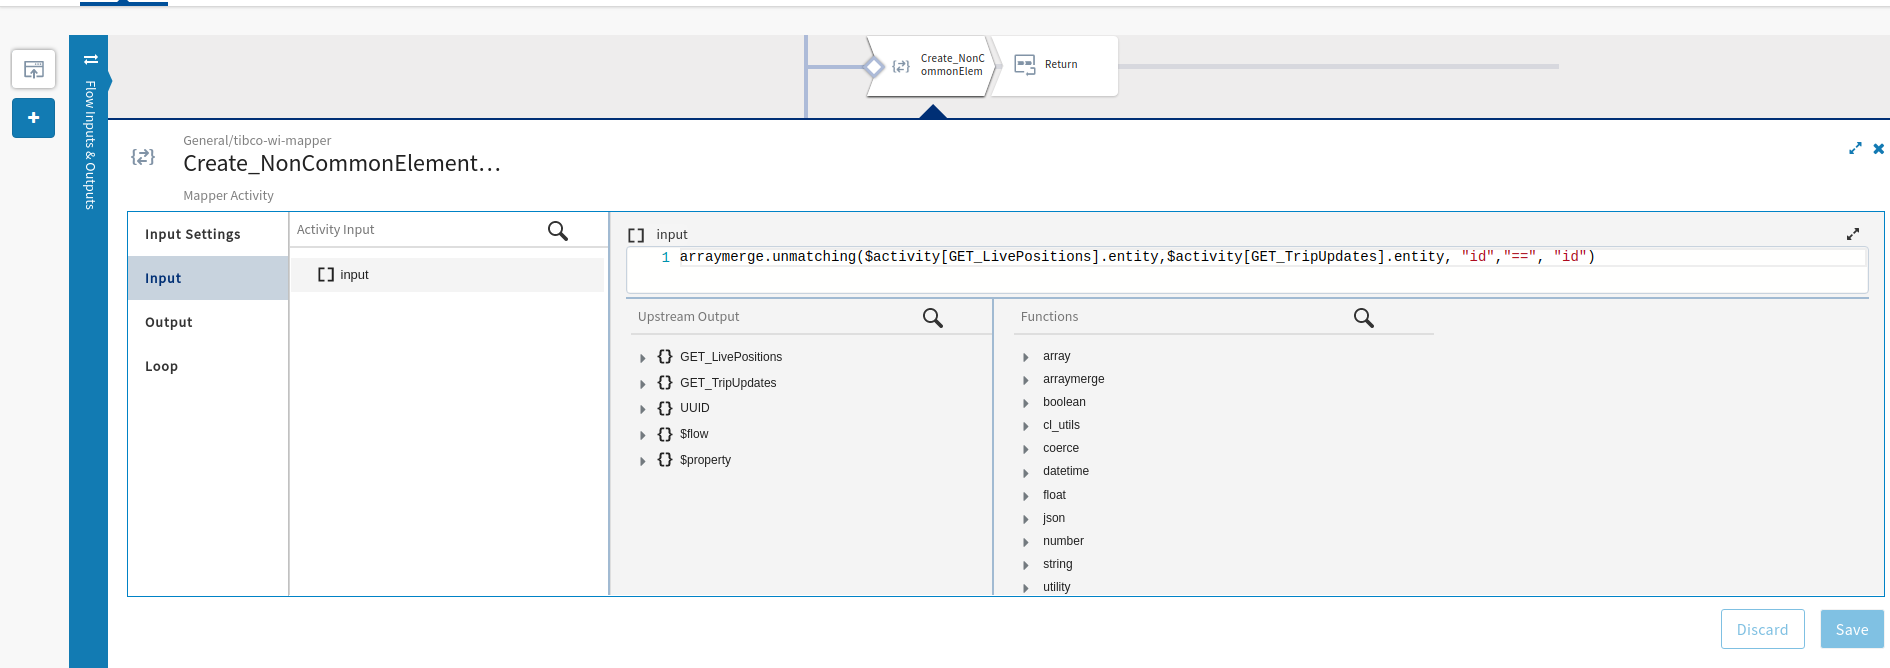 Flow Inputs & Outputs
Create_NonC
ommonElem
Return
General/tibco-wi-mapper
Create_NonCommonElement...
Mapper Activity
Input Settings
Input
Output
Loop
Activity Input
input
input
1 arraymerge.unmatching($activity[GET_LivePositions].entity,$activity[GET_TripUpdates].entity, "id","==", "id")
Upstream Output
GET_LivePositions
GET_TripUpdates
UUID
$flow
$property
Functions
array
arraymerge
boolean
cl_utils
coerce
datetime
float
json
number
string
utility
Discard
Save